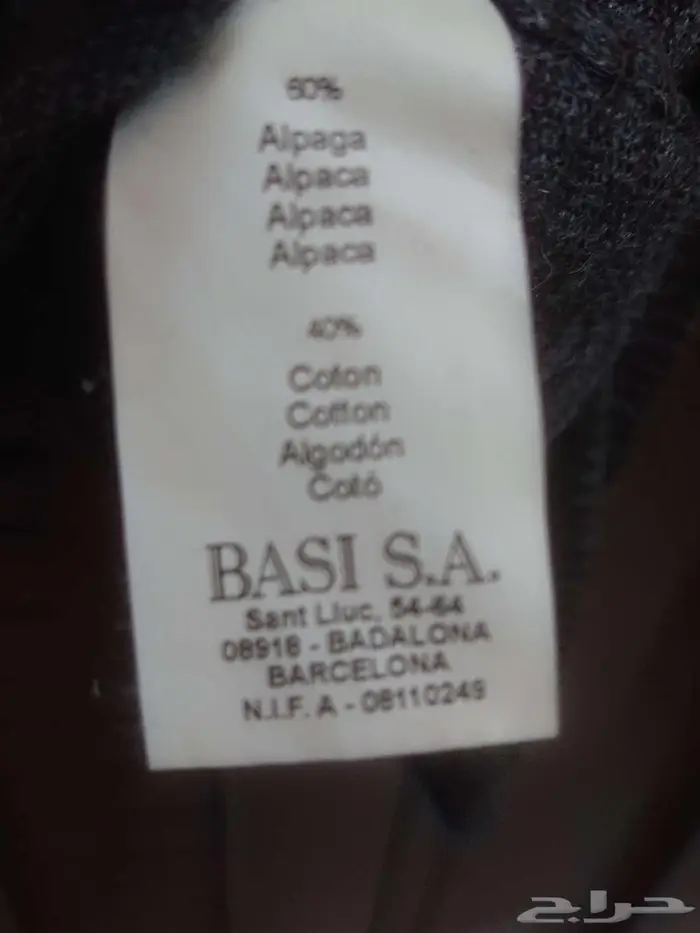 60%
Alpaga
Alpaca
Alpaca
Alpaca
40%
Coton
Cotton
Algodón
Cotó
BASI S.A.
Sant Lluc, 54-64
08918 - BADALONA
BARCELONA
N.I.F. A - 08110249
حراج